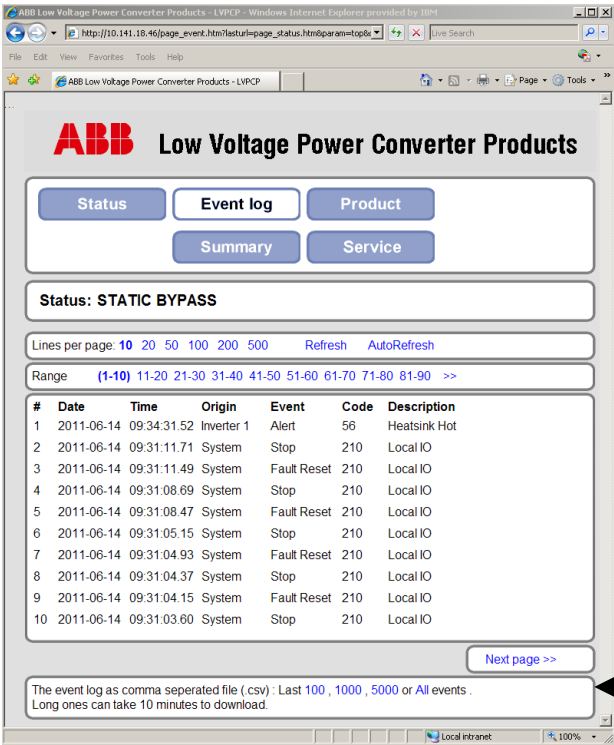 ABB Low Voltage Power Converter Products - LVPCP - Windows Internet Explorer provided by IBM
http://10.141.18.46/page_event.htm?lasturl=page_status.htm&param=top&s
Live Search
File Edit View Favorites Tools Help
ABB Low Voltage Power Converter Products - LVPCP
Page Tools »
...
ABB Low Voltage Power Converter Products
Status Event log Product
Summary Service
Status: STATIC BYPASS
Lines per page: 10 20 50 100 200 500 Refresh AutoRefresh
Range (1-10) 11-20 21-30 31-40 41-50 51-60 61-70 71-80 81-90 >>
# Date Time Origin Event Code Description
1 2011-06-14 09:34:31.52 Inverter 1 Alert 56 Heatsink Hot
2 2011-06-14 09:31:11.71 System Stop 210 Local IO
3 2011-06-14 09:31:11.49 System Fault Reset 210 Local IO
4 2011-06-14 09:31:08.69 System Stop 210 Local IO
5 2011-06-14 09:31:08.47 System Fault Reset 210 Local IO
6 2011-06-14 09:31:05.15 System Stop 210 Local IO
7 2011-06-14 09:31:04.93 System Fault Reset 210 Local IO
8 2011-06-14 09:31:04.37 System Stop 210 Local IO
9 2011-06-14 09:31:04.15 System Fault Reset 210 Local IO
10 2011-06-14 09:31:03.60 System Stop 210 Local IO
Next page >>
The event log as comma seperated file (.csv) : Last 100 , 1000 , 5000 or All events .
Long ones can take 10 minutes to download.
Local intranet 100%